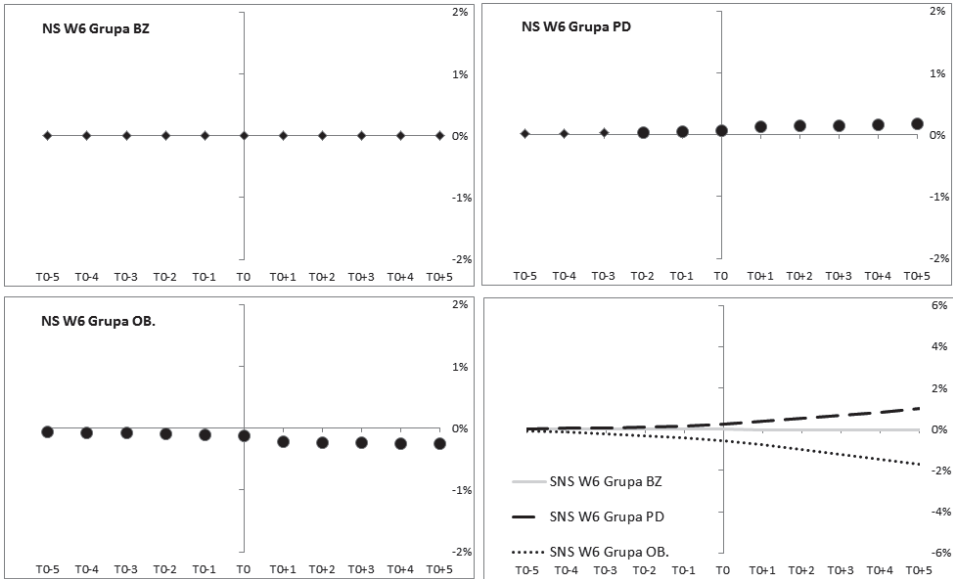 NS W6 Grupa BZ
2%
1%
0%
-1%
-2%
T0-5 T0-4 T0-3 T0-2 T0-1 T0 T0+1 T0+2 T0+3 T0+4 T0+5
NS W6 Grupa PD
2%
1%
0%
-1%
-2%
T0-5 T0-4 T0-3 T0-2 T0-1 T0 T0+1 T0+2 T0+3 T0+4 T0+5
NS W6 Grupa OB.
2%
1%
0%
-1%
-2%
T0-5 T0-4 T0-3 T0-2 T0-1 T0 T0+1 T0+2 T0+3 T0+4 T0+5
6%
4%
2%
0%
-2%
-4%
-6%
SNS W6 Grupa BZ
SNS W6 Grupa PD
SNS W6 Grupa OB.
T0-5 T0-4 T0-3 T0-2 T0-1 T0 T0+1 T0+2 T0+3 T0+4 T0+5